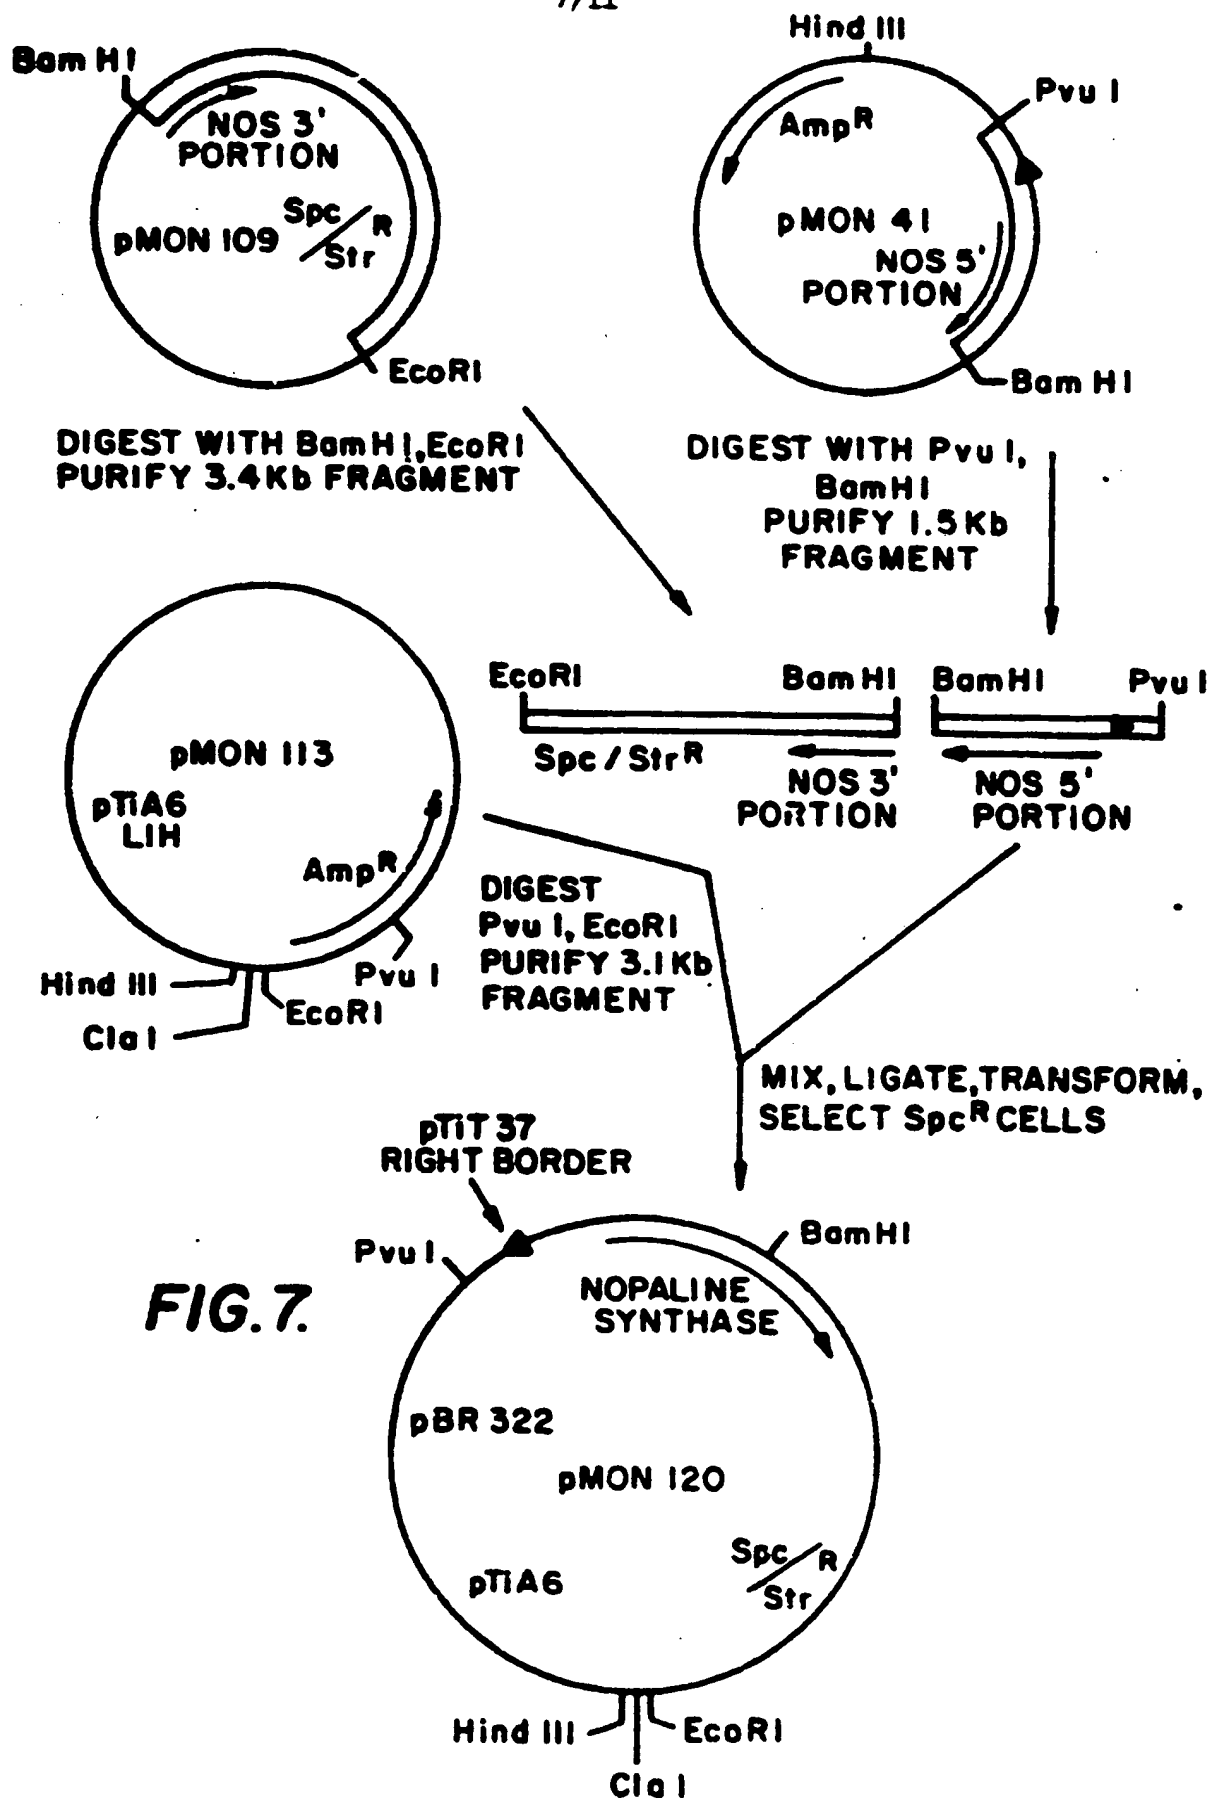 7/11
Bam HI
NOS 3'
PORTION
pMON 109
Spc/Str R
EcoRI
Hind III
Pvu I
AmpR
pMON 41
NOS 5'
PORTION
Bam HI
DIGEST WITH BamHI, EcoRI
PURIFY 3.4Kb FRAGMENT
DIGEST WITH Pvu I,
BamHI
PURIFY 1.5Kb
FRAGMENT
pMON 113
pTiA6
LIH
AmpR
Hind III
Cla I
EcoRI
Pvu I
EcoRI
BamHI
BamHI
Pvu I
Spc/StrR
NOS 3'
PORTION
NOS 5'
PORTION
DIGEST
Pvu I, EcoRI
PURIFY 3.1Kb
FRAGMENT
MIX, LIGATE, TRANSFORM,
SELECT SpcR CELLS
pTiT 37
RIGHT BORDER
Pvu I
BamHI
NOPALINE
SYNTHASE
FIG. 7.
pBR 322
pMON 120
pTiA6
Spc/Str R
Hind III
EcoRI
Cla I